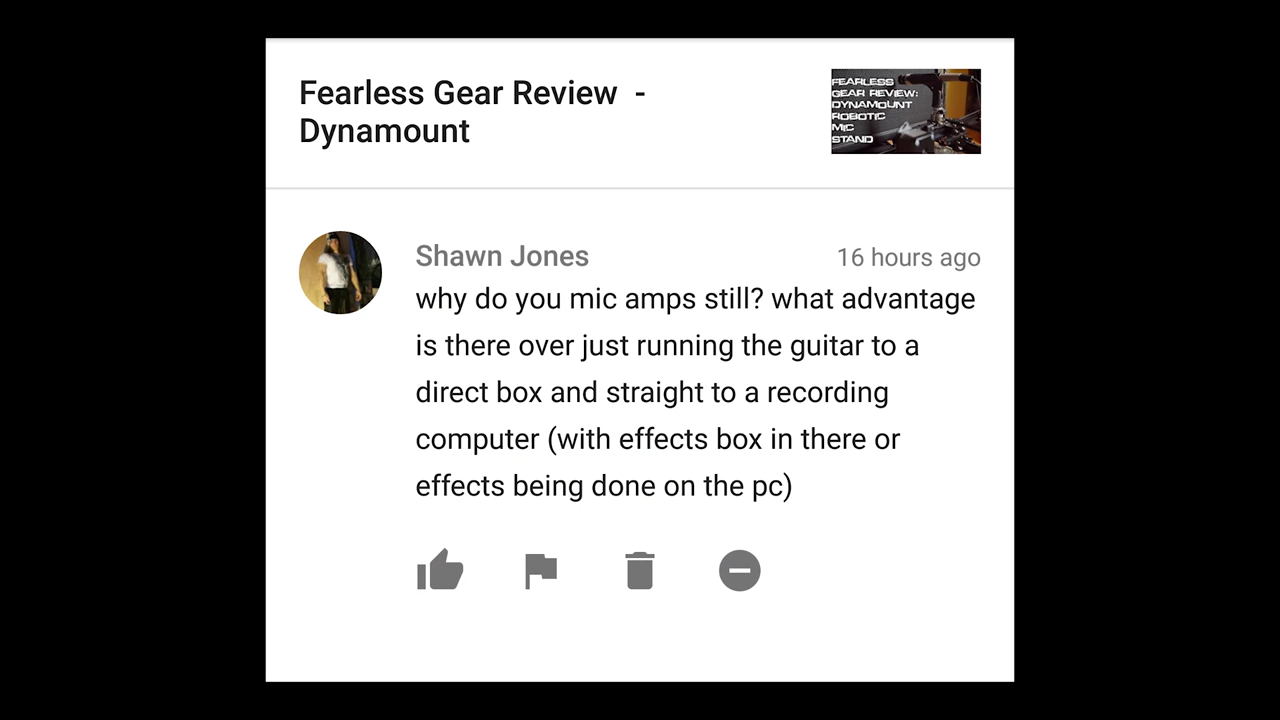 Fearless Gear Review -
Dynamount
FEARLESS
GEAR REVIEW:
DYNAMOUNT
ROBOTIC
MIC
STAND
Shawn Jones
16 hours ago
why do you mic amps still? what advantage
is there over just running the guitar to a
direct box and straight to a recording
computer (with effects box in there or
effects being done on the pc)